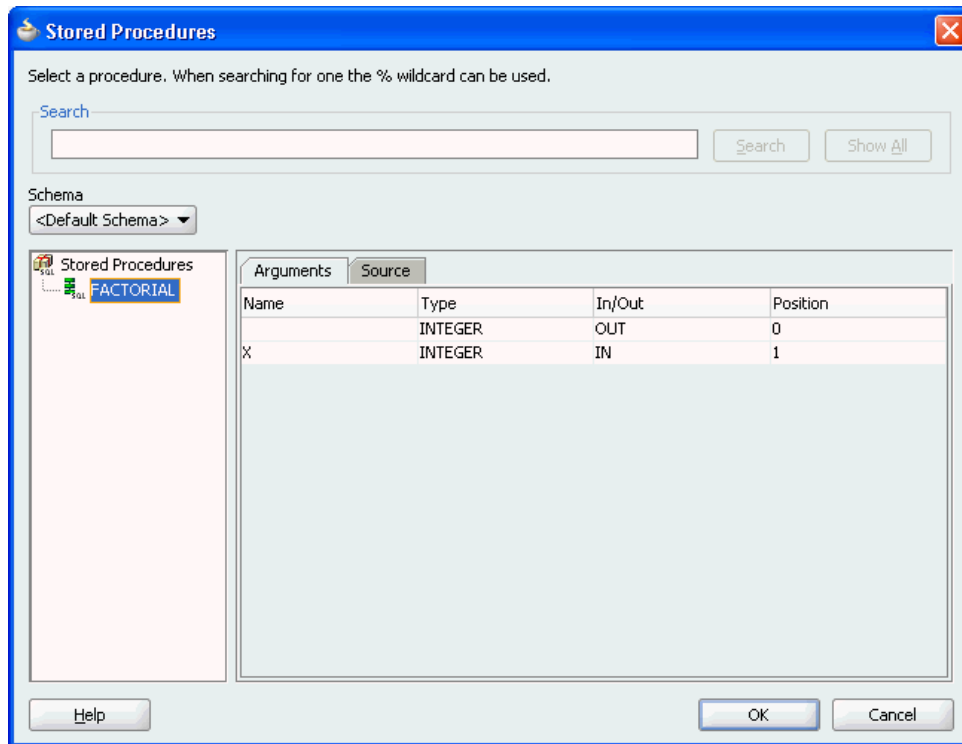 Stored Procedures
Select a procedure. When searching for one the % wildcard can be used.
Search
Search Show All
Schema
<Default Schema>
Stored Procedures
SQL
FACTORIAL
SQL
Arguments Source
Name Type In/Out Position
INTEGER OUT 0
X INTEGER IN 1
Help OK Cancel